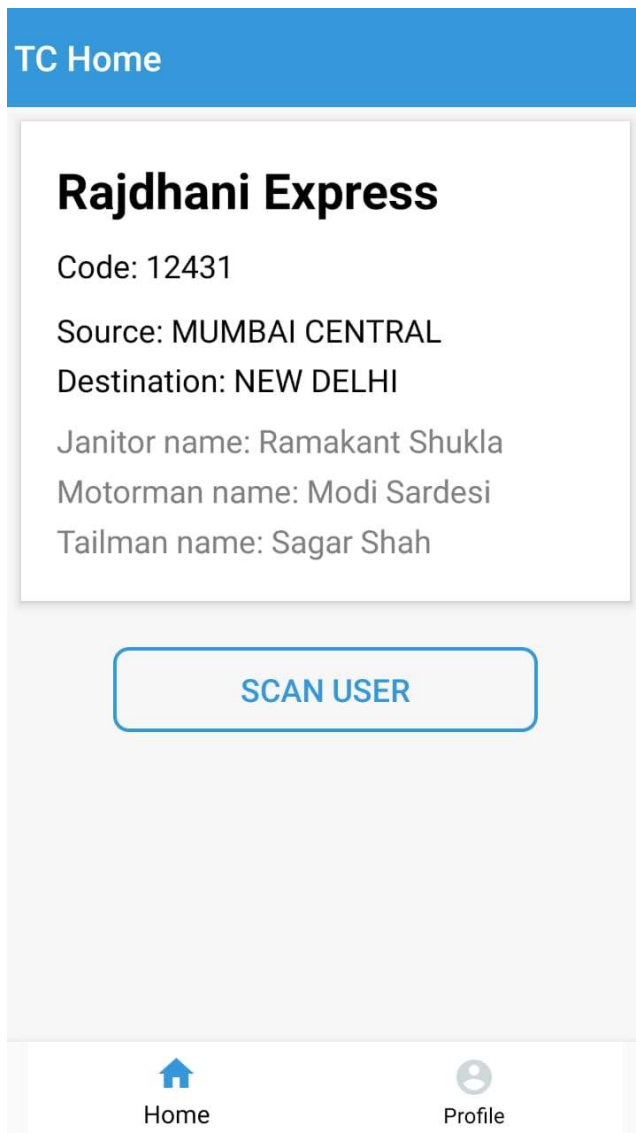 TC Home
Rajdhani Express
Code: 12431
Source: MUMBAI CENTRAL
Destination: NEW DELHI
Janitor name: Ramakant Shukla
Motorman name: Modi Sardesi
Tailman name: Sagar Shah
SCAN USER
Home
Profile